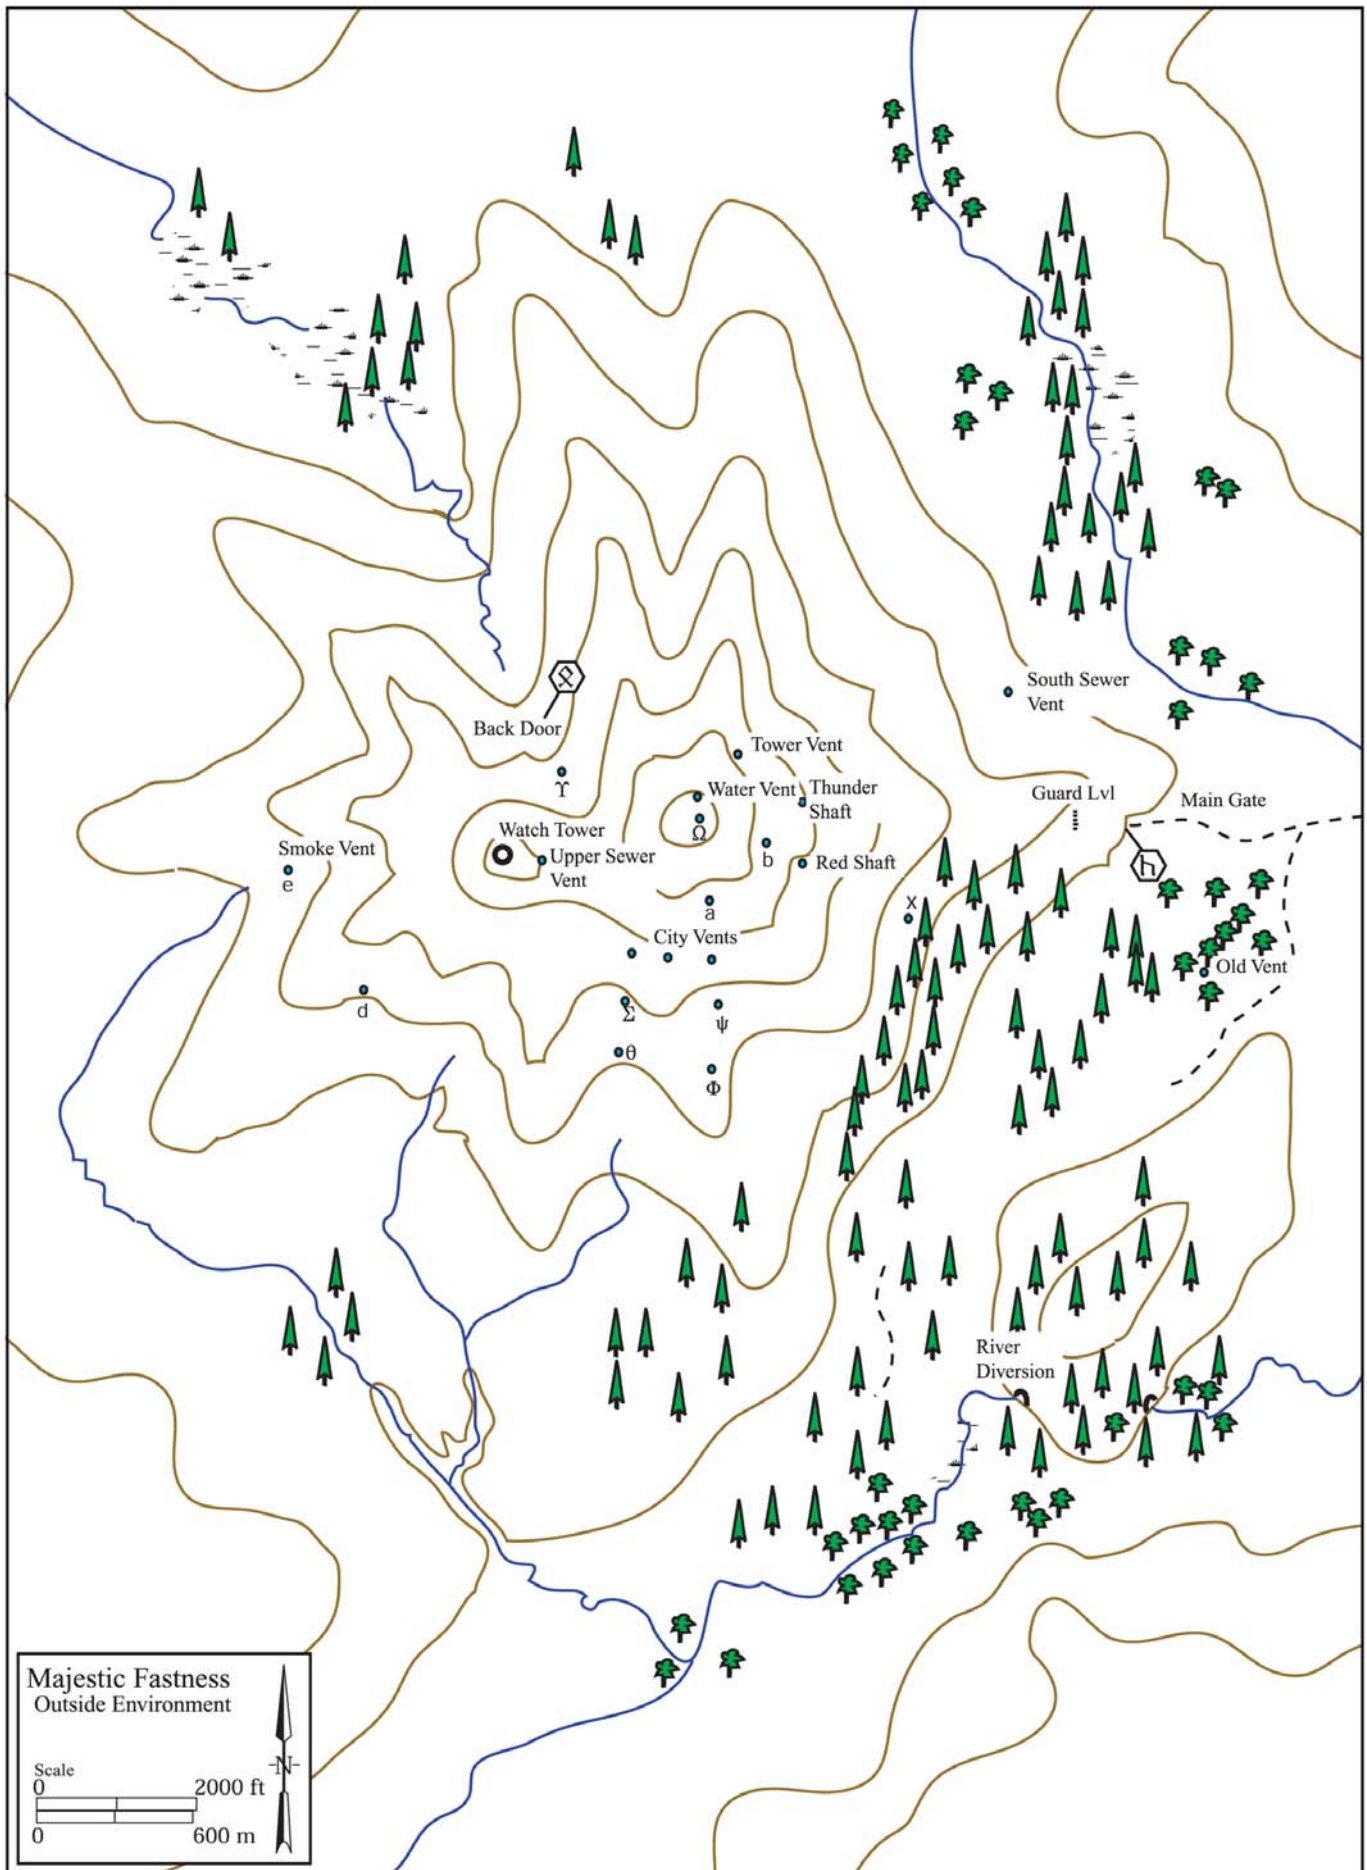 South Sewer
Vent
Back Door
Tower Vent
ϒ
Water Vent
Thunder
Shaft
Guard Lvl
Main Gate
Ω
Watch Tower
Smoke Vent
Upper Sewer
Vent
b
Red Shaft
h
e
a
x
City Vents
Old Vent
d
Σ
ψ
θ
Φ
River
Diversion
Majestic Fastness
Outside Environment
N
Scale
0 2000 ft
0 600 m